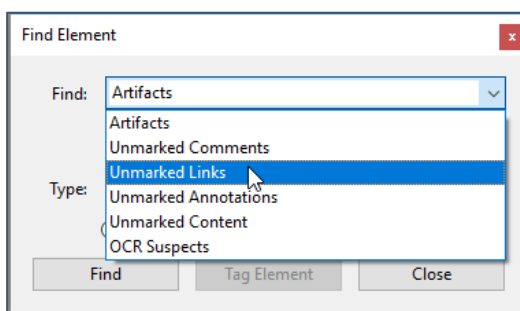 Find Element
x
Find: Artifacts
Artifacts
Unmarked Comments
Unmarked Links
Type:
Unmarked Annotations
Unmarked Content
OCR Suspects
Find Tag Element Close